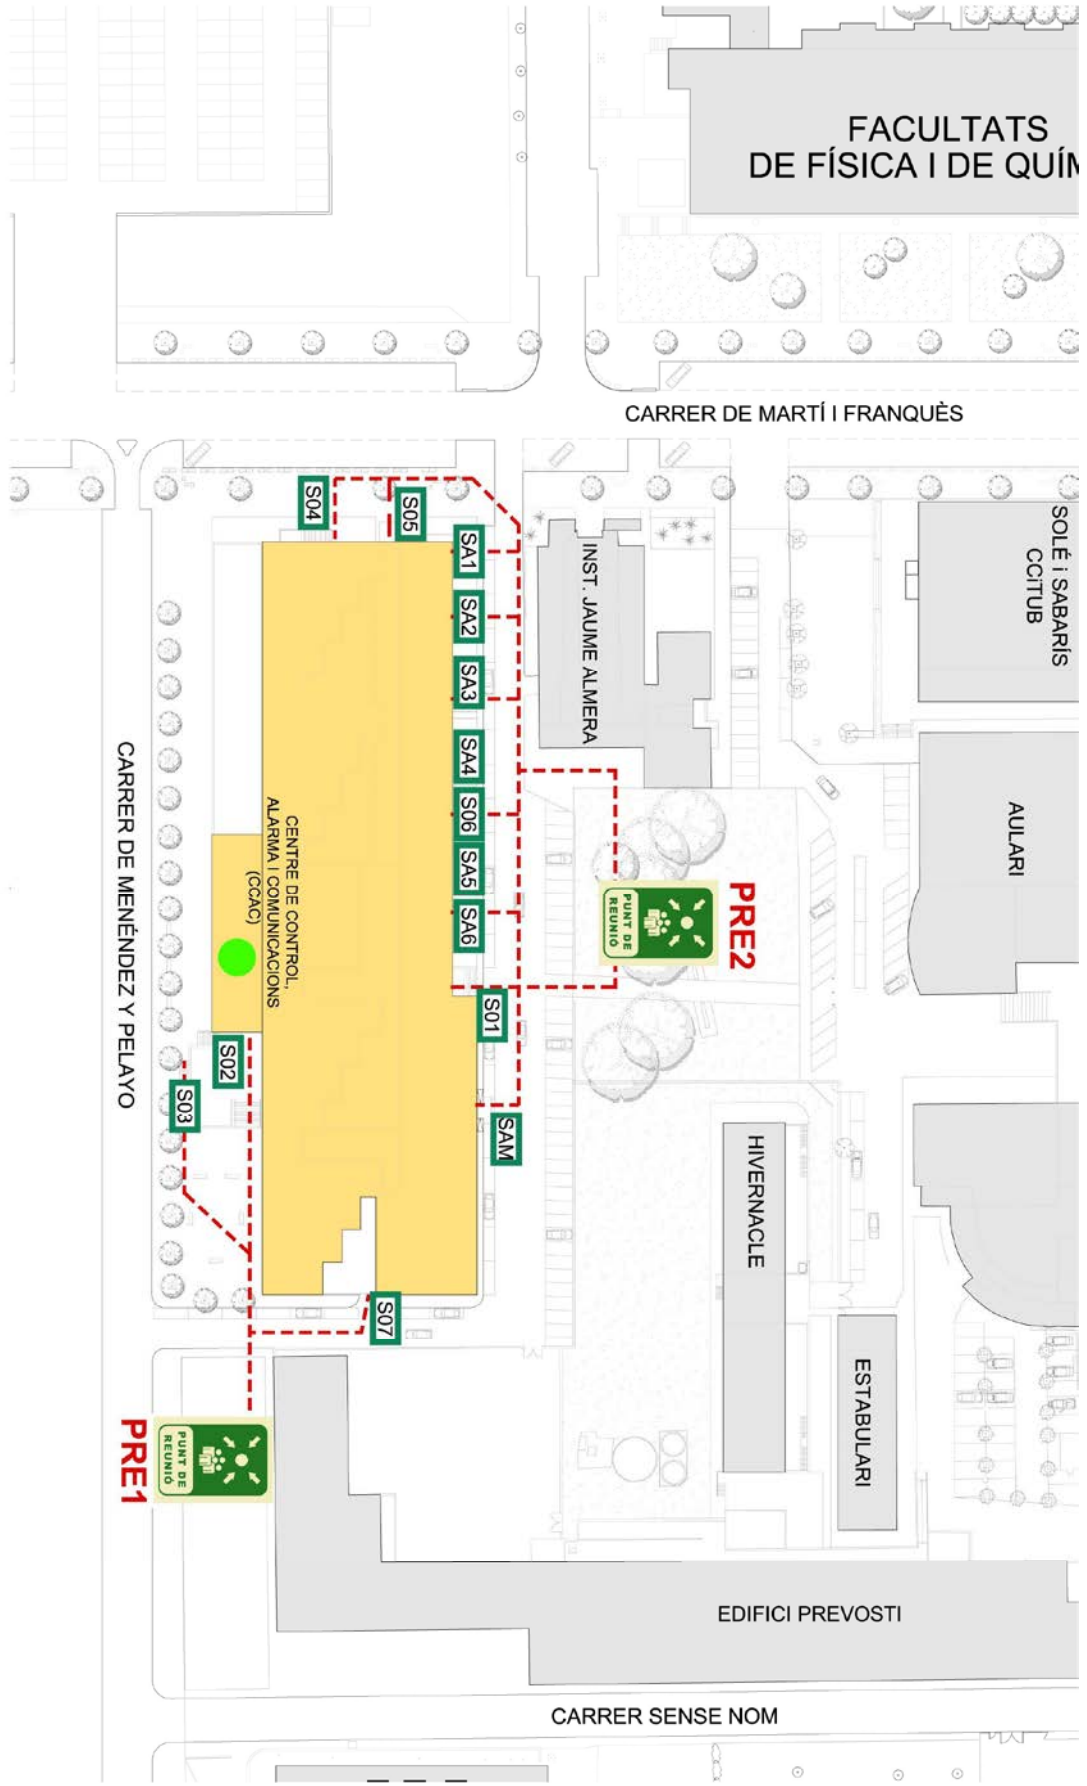 FACULTATS
DE FÍSICA I DE QUÍM
CARRER DE MARTÍ I FRANQUÈS
S04
S05
SA1
SA2
SA3
SA4
S06
SA5
SA6
S01
SAM
S02
S03
S07
INST. JAUME ALMERA
SOLÉ i SABARÍS
CCiTUB
AULARI
PRE2
PUNT DE
REUNIÓ
CENTRE DE CONTROL,
ALARMA I COMUNICACIONS
(CCAC)
CARRER DE MENÉNDEZ Y PELAYO
HIVERNACLE
ESTABULARI
PRE1
PUNT DE
REUNIÓ
EDIFICI PREVOSTI
CARRER SENSE NOM